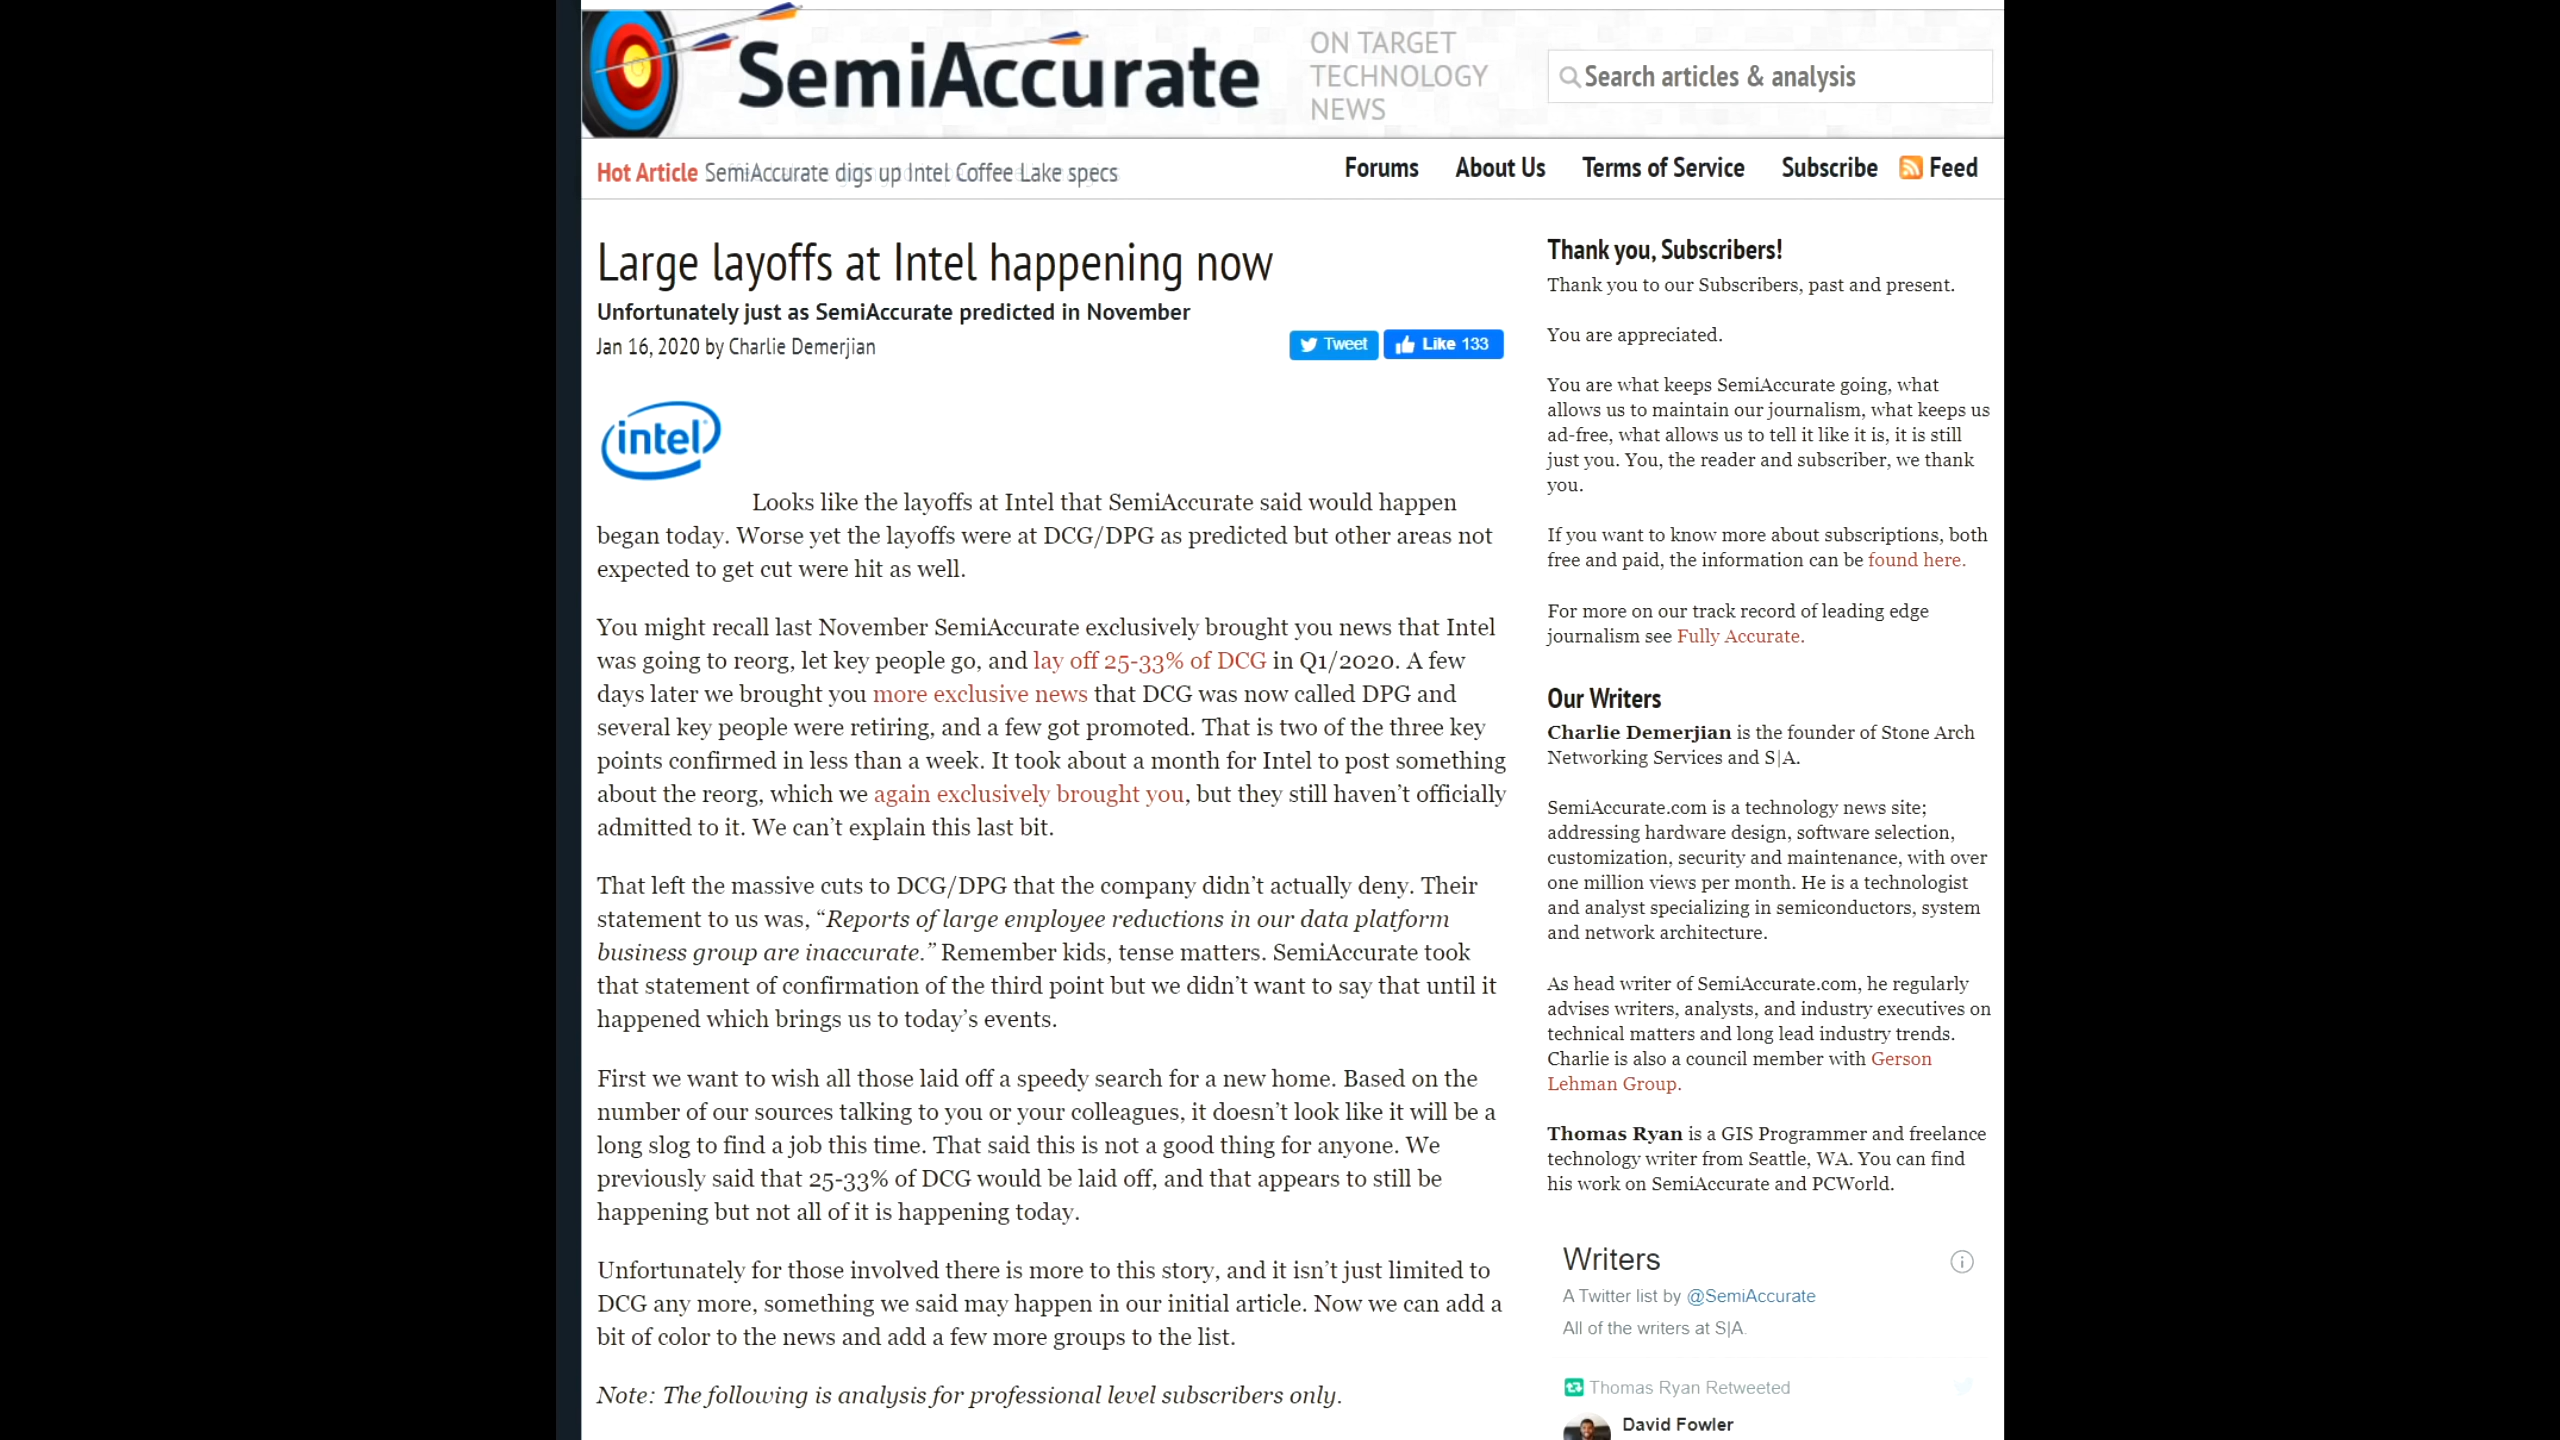 SemiAccurate
ON TARGET
TECHNOLOGY
NEWS
Search articles & analysis
Hot Article SemiAccurate digs up Intel Coffee Lake specs
Forums About Us Terms of Service Subscribe Feed
Large layoffs at Intel happening now
Unfortunately just as SemiAccurate predicted in November
Jan 16, 2020 by Charlie Demerjian
Tweet Like 133
intel
Looks like the layoffs at Intel that SemiAccurate said would happen
began today. Worse yet the layoffs were at DCG/DPG as predicted but other areas not
expected to get cut were hit as well.
You might recall last November SemiAccurate exclusively brought you news that Intel
was going to reorg, let key people go, and lay off 25-33% of DCG in Q1/2020. A few
days later we brought you more exclusive news that DCG was now called DPG and
several key people were retiring, and a few got promoted. That is two of the three key
points confirmed in less than a week. It took about a month for Intel to post something
about the reorg, which we again exclusively brought you, but they still haven't officially
admitted to it. We can't explain this last bit.
That left the massive cuts to DCG/DPG that the company didn't actually deny. Their
statement to us was, “Reports of large employee reductions in our data platform
business group are inaccurate.” Remember kids, tense matters. SemiAccurate took
that statement of confirmation of the third point but we didn't want to say that until it
happened which brings us to today's events.
First we want to wish all those laid off a speedy search for a new home. Based on the
number of our sources talking to you or your colleagues, it doesn't look like it will be a
long slog to find a job this time. That said this is not a good thing for anyone. We
previously said that 25-33% of DCG would be laid off, and that appears to still be
happening but not all of it is happening today.
Unfortunately for those involved there is more to this story, and it isn't just limited to
DCG any more, something we said may happen in our initial article. Now we can add a
bit of color to the news and add a few more groups to the list.
Note: The following is analysis for professional level subscribers only.
Thank you, Subscribers!
Thank you to our Subscribers, past and present.
You are appreciated.
You are what keeps SemiAccurate going, what
allows us to maintain our journalism, what keeps us
ad-free, what allows us to tell it like it is, it is still
just you. You, the reader and subscriber, we thank
you.
If you want to know more about subscriptions, both
free and paid, the information can be found here.
For more on our track record of leading edge
journalism see Fully Accurate.
Our Writers
Charlie Demerjian is the founder of Stone Arch
Networking Services and S|A.
SemiAccurate.com is a technology news site;
addressing hardware design, software selection,
customization, security and maintenance, with over
one million views per month. He is a technologist
and analyst specializing in semiconductors, system
and network architecture.
As head writer of SemiAccurate.com, he regularly
advises writers, analysts, and industry executives on
technical matters and long lead industry trends.
Charlie is also a council member with Gerson
Lehman Group.
Thomas Ryan is a GIS Programmer and freelance
technology writer from Seattle, WA. You can find
his work on SemiAccurate and PCWorld.
Writers
A Twitter list by @SemiAccurate
All of the writers at S|A.
Thomas Ryan Retweeted
David Fowler